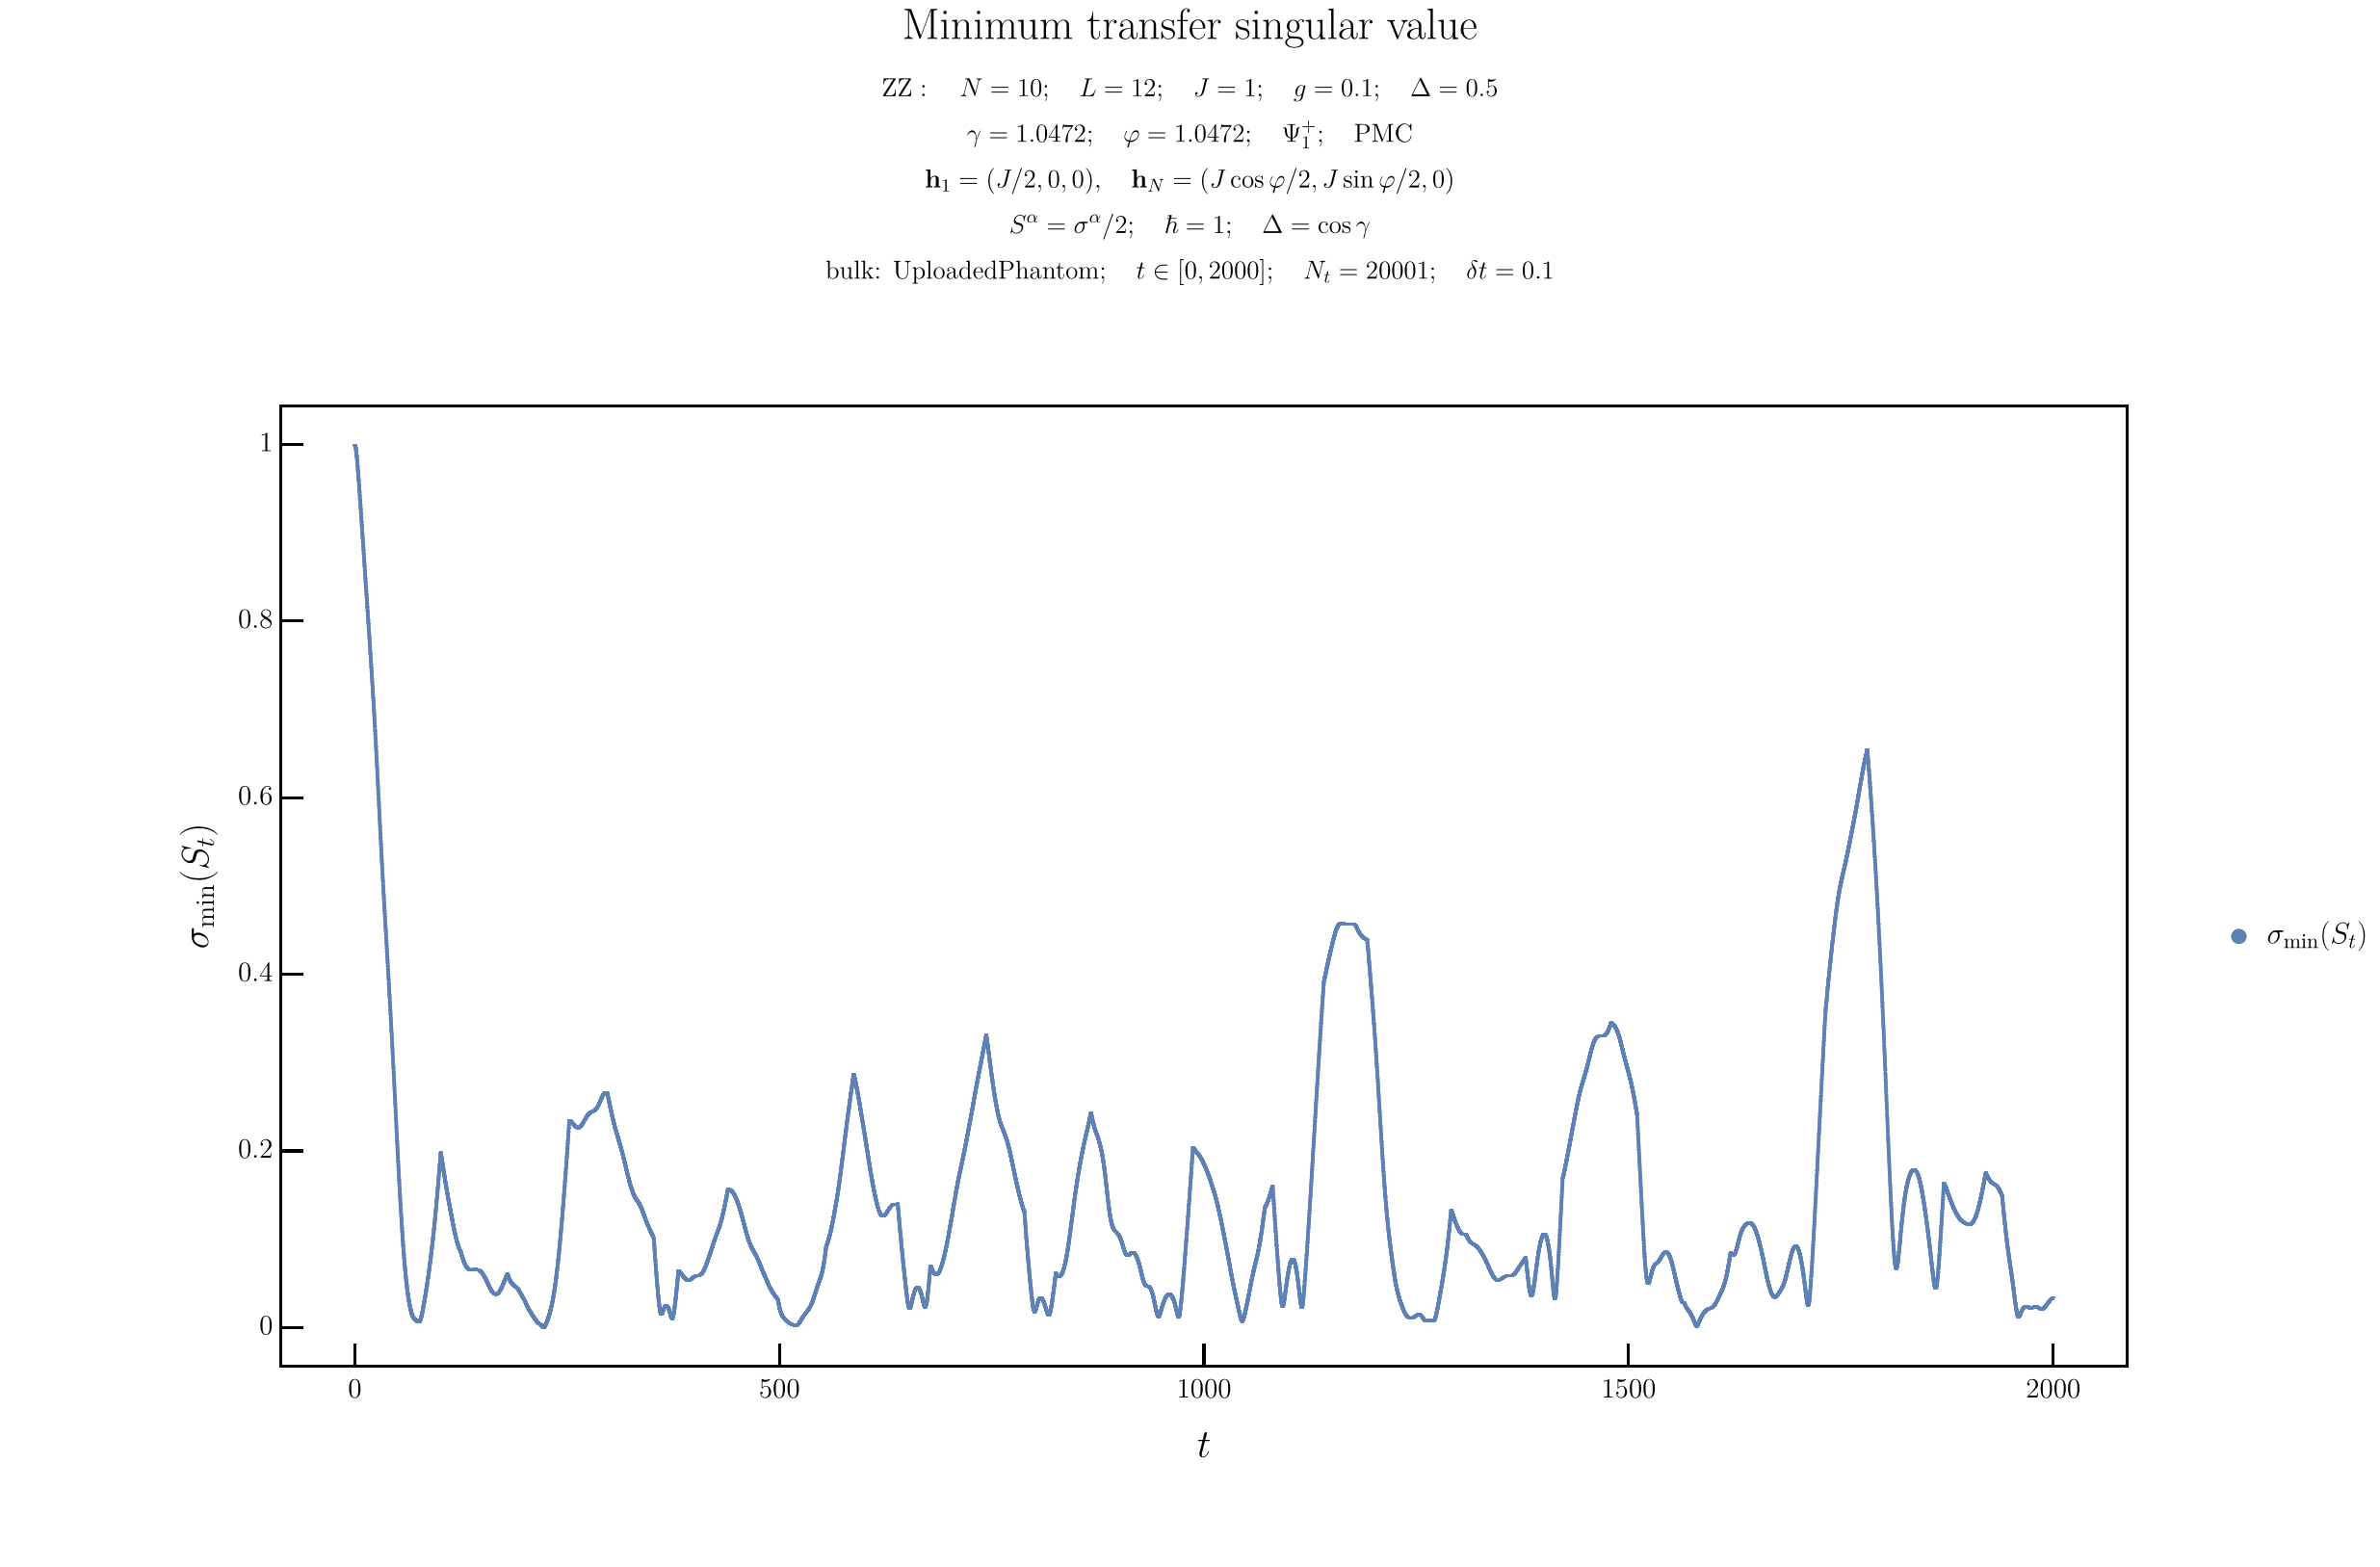 Minimum transfer singular value
ZZ : N = 10; L = 12; J = 1; g = 0.1; Δ = 0.5
γ = 1.0472; φ = 1.0472; Ψ₁⁺; PMC
h₁ = (J/2, 0, 0), h_N = (J cos φ/2, J sin φ/2, 0)
S^α = σ^α/2; ℏ = 1; Δ = cos γ
bulk: UploadedPhantom; t ∈ [0, 2000]; N_t = 20001; δt = 0.1
1
0.8
0.6
0.4
0.2
0
σ_min(S_t)
0 500 1000 1500 2000
t
σ_min(S_t)